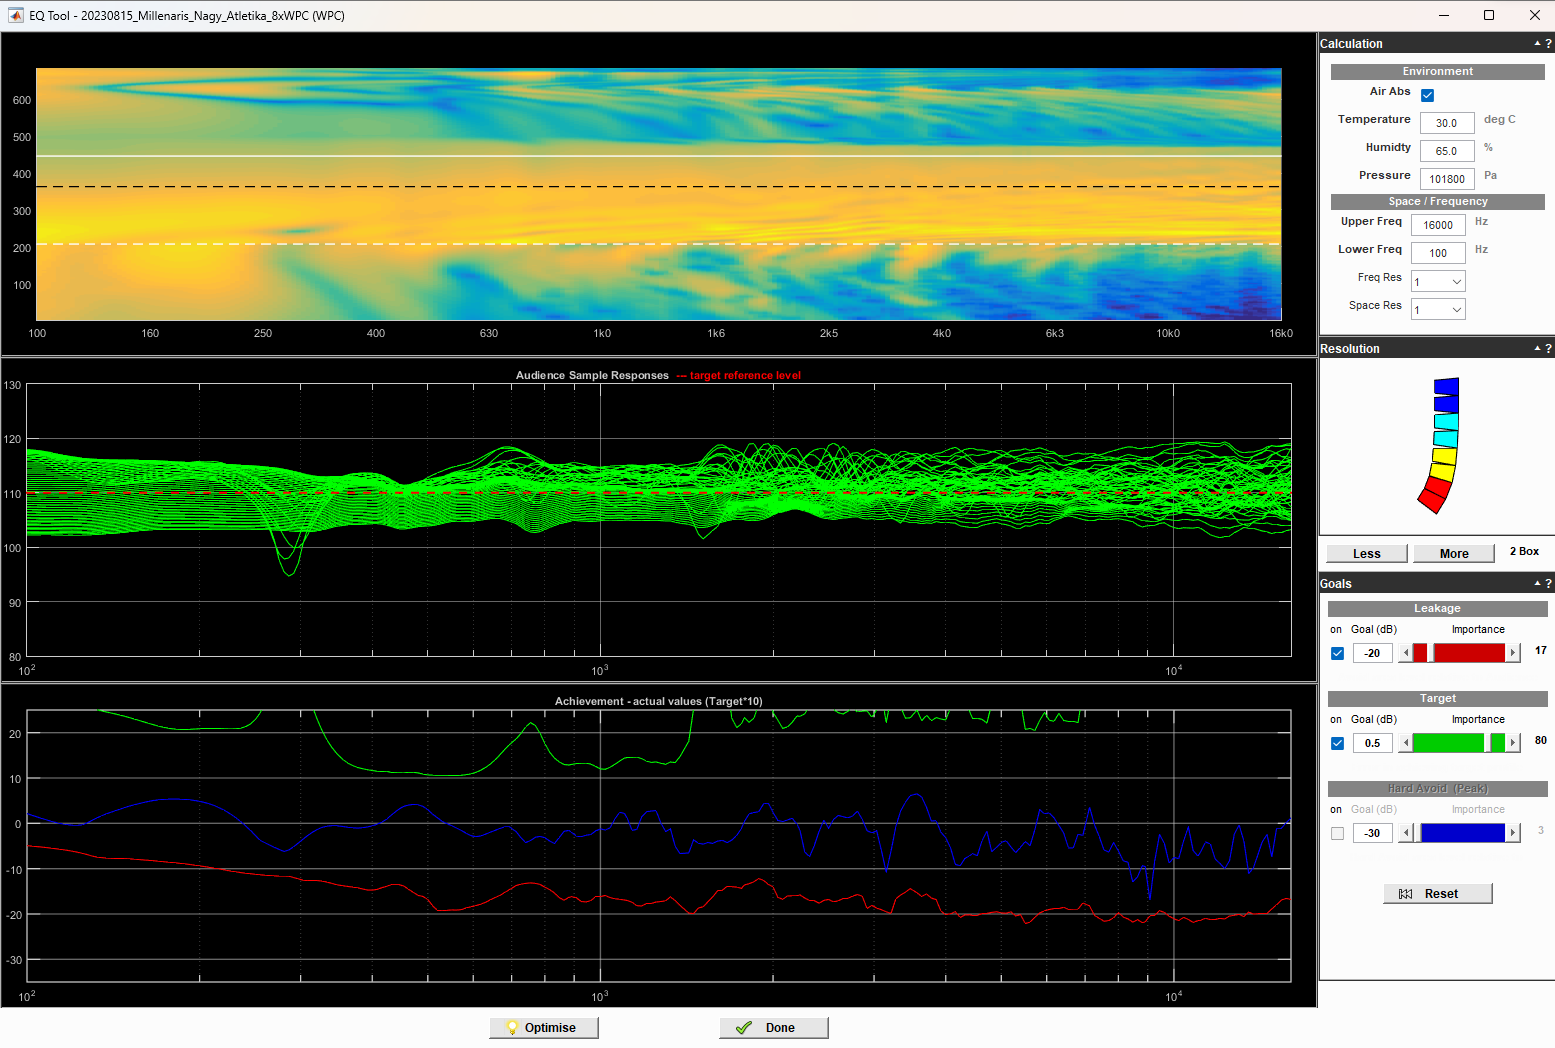 EQ Tool - 20230815_Millenaris_Nagy_Atletika_8xWPC (WPC)
600
500
400
300
200
100
100 160 250 400 630 1k0 1k6 2k5 4k0 6k3 10k0 16k0
Audience Sample Responses --- target reference level
130
120
110
100
90
80
10^2 10^3 10^4
Achievement - actual values (Target*10)
20
10
0
-10
-20
-30
10^2 10^3 10^4
Optimise
Done
Calculation ?
Environment
Air Abs
Temperature 30.0 deg C
Humidty 65.0 %
Pressure 101800 Pa
Space / Frequency
Upper Freq 16000 Hz
Lower Freq 100 Hz
Freq Res 1
Space Res 1
Resolution ?
Less More 2 Box
Goals ?
Leakage
on Goal (dB) Importance
-20 17
Target
on Goal (dB) Importance
0.5 80
Hard Avoid (Peak)
on Goal (dB) Importance
-30 3
Reset